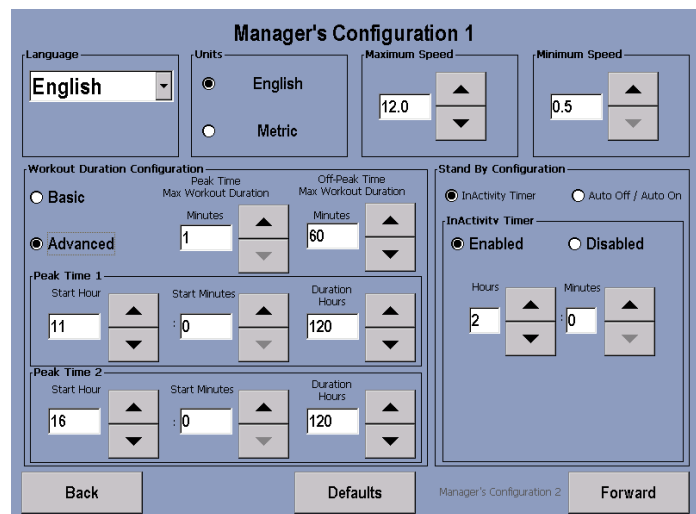 Manager's Configuration 1
Language
English
Units
English
Metric
Maximum Speed
12.0
Minimum Speed
0.5
Workout Duration Configuration
Basic
Advanced
Peak Time
Max Workout Duration
Minutes
1
Off-Peak Time
Max Workout Duration
Minutes
60
Peak Time 1
Start Hour
11
Start Minutes
: 0
Duration
Hours
120
Peak Time 2
Start Hour
16
Start Minutes
: 0
Duration
Hours
120
Stand By Configuration
InActivity Timer
Auto Off / Auto On
InActivity Timer
Enabled
Disabled
Hours
2
Minutes
: 0
Back
Defaults
Manager's Configuration 2
Forward